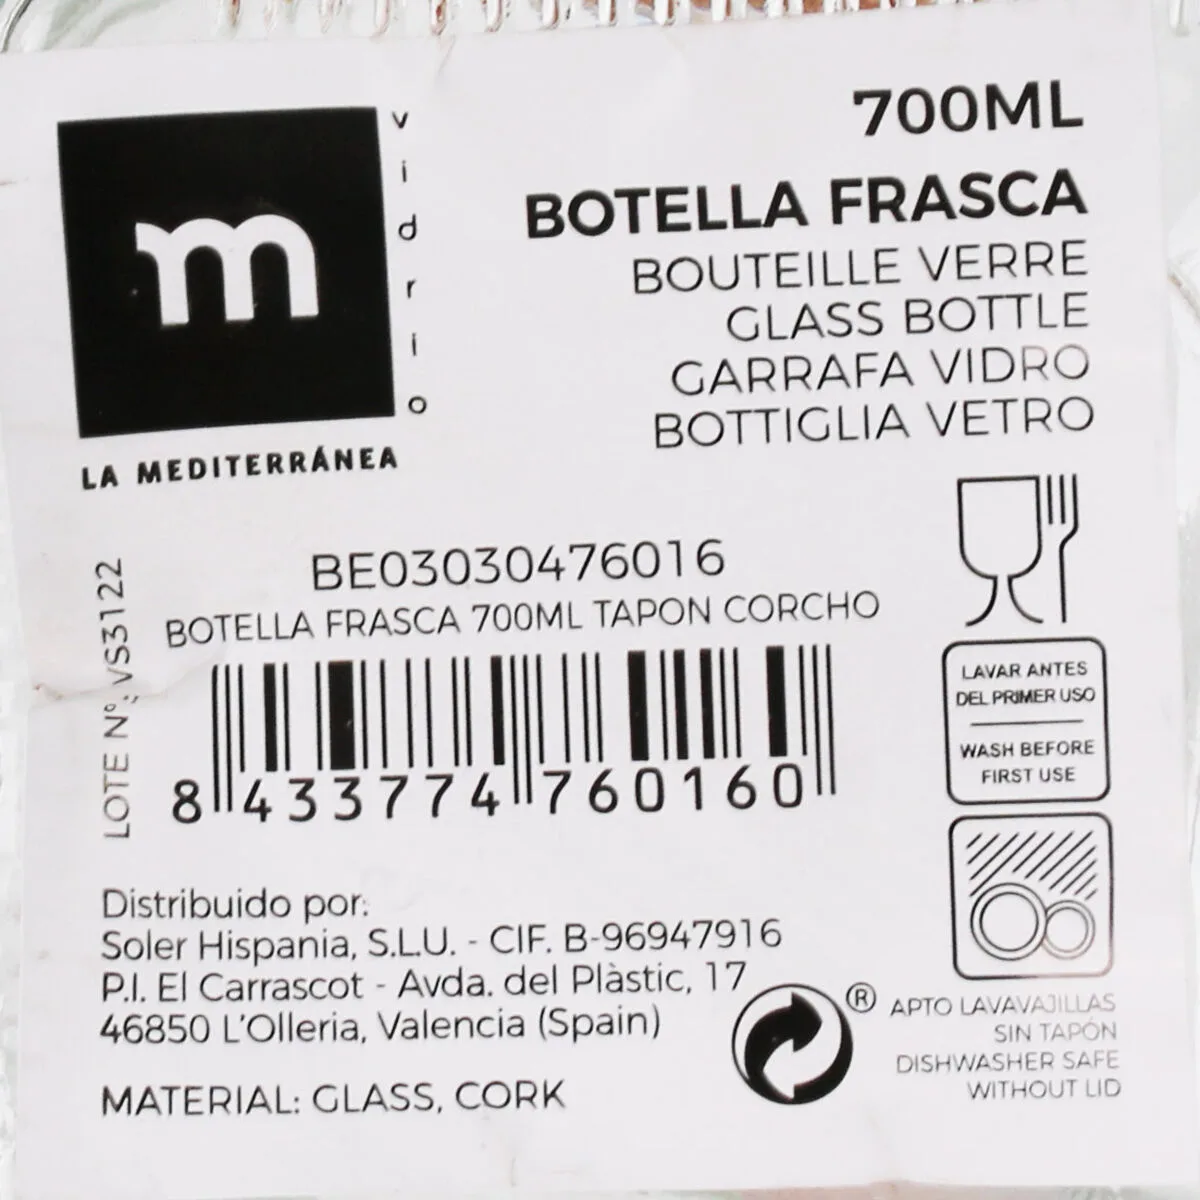 m
vidrio
LA MEDITERRÁNEA
700ML
BOTELLA FRASCA
BOUTEILLE VERRE
GLASS BOTTLE
GARRAFA VIDRO
BOTTIGLIA VETRO
LOTE Nº: VS3122
BE03030476016
BOTELLA FRASCA 700ML TAPON CORCHO
8 433774 760160
LAVAR ANTES
DEL PRIMER USO
WASH BEFORE
FIRST USE
Distribuido por:
Soler Hispania, S.L.U. - CIF. B-96947916
P.I. El Carrascot - Avda. del Plàstic, 17
46850 L'Olleria, Valencia (Spain)
MATERIAL: GLASS, CORK
®
APTO LAVAVAJILLAS
SIN TAPÓN
DISHWASHER SAFE
WITHOUT LID